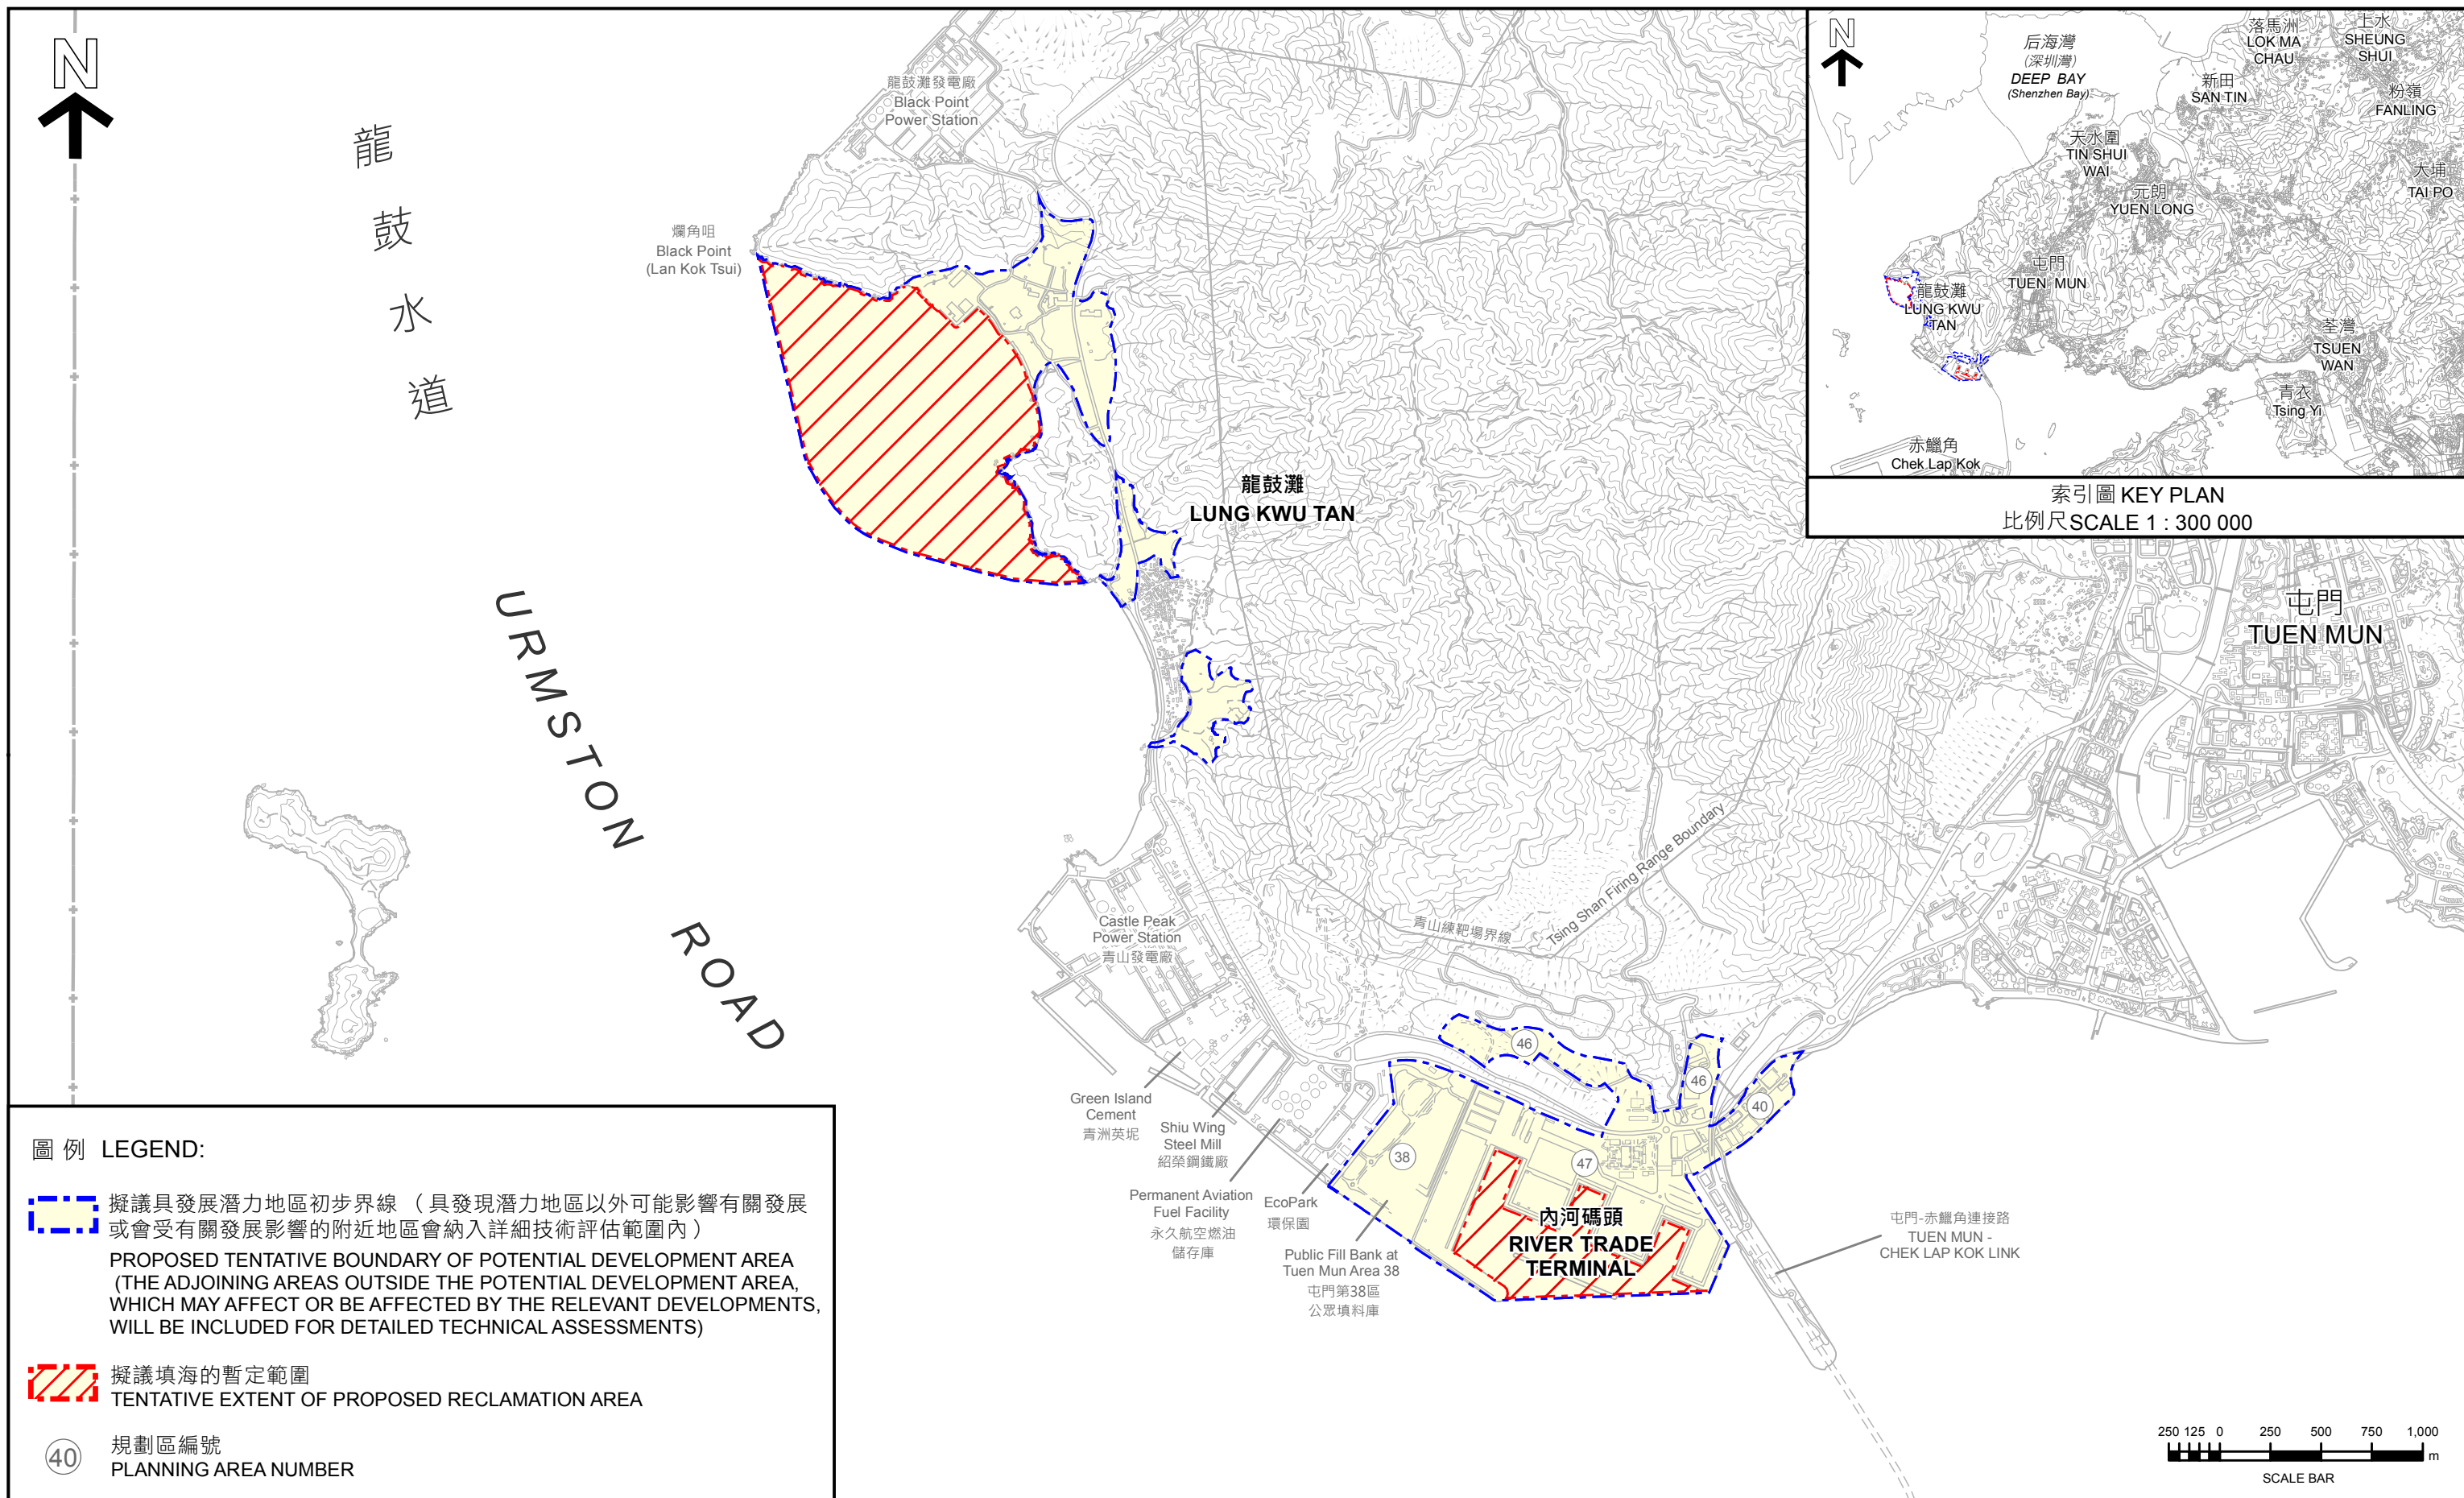 N
龍鼓水道
URMSTON ROAD
龍鼓灘發電廠
Black Point
Power Station
爛角咀
Black Point
(Lan Kok Tsui)
龍鼓灘
LUNG KWU TAN
屯門
TUEN MUN
Castle Peak
Power Station
青山發電廠
青山練靶場界線
Tsing Shan Firing Range Boundary
Green Island
Cement
青洲英坭
Shiu Wing
Steel Mill
紹榮鋼鐵廠
Permanent Aviation
Fuel Facility
永久航空燃油
儲存庫
EcoPark
環保園
Public Fill Bank at
Tuen Mun Area 38
屯門第38區
公眾填料庫
46
46
40
38
47
內河碼頭
RIVER TRADE
TERMINAL
屯門-赤鱲角連接路
TUEN MUN -
CHEK LAP KOK LINK
N
后海灣
(深圳灣)
DEEP BAY
(Shenzhen Bay)
落馬洲
LOK MA
CHAU
上水
SHEUNG
SHUI
新田
SAN TIN
粉嶺
FANLING
天水圍
TIN SHUI
WAI
元朗
YUEN LONG
大埔
TAI PO
屯門
TUEN MUN
龍鼓灘
LUNG KWU
TAN
荃灣
TSUEN
WAN
青衣
Tsing Yi
赤鱲角
Chek Lap Kok
索引圖 KEY PLAN
比例尺SCALE 1 : 300 000
圖例 LEGEND:
擬議具發展潛力地區初步界線 （具發現潛力地區以外可能影響有關發展
或會受有關發展影響的附近地區會納入詳細技術評估範圍內）
PROPOSED TENTATIVE BOUNDARY OF POTENTIAL DEVELOPMENT AREA
(THE ADJOINING AREAS OUTSIDE THE POTENTIAL DEVELOPMENT AREA,
WHICH MAY AFFECT OR BE AFFECTED BY THE RELEVANT DEVELOPMENTS,
WILL BE INCLUDED FOR DETAILED TECHNICAL ASSESSMENTS)
擬議填海的暫定範圍
TENTATIVE EXTENT OF PROPOSED RECLAMATION AREA
40
規劃區編號
PLANNING AREA NUMBER
250 125 0 250 500 750 1,000
m
SCALE BAR